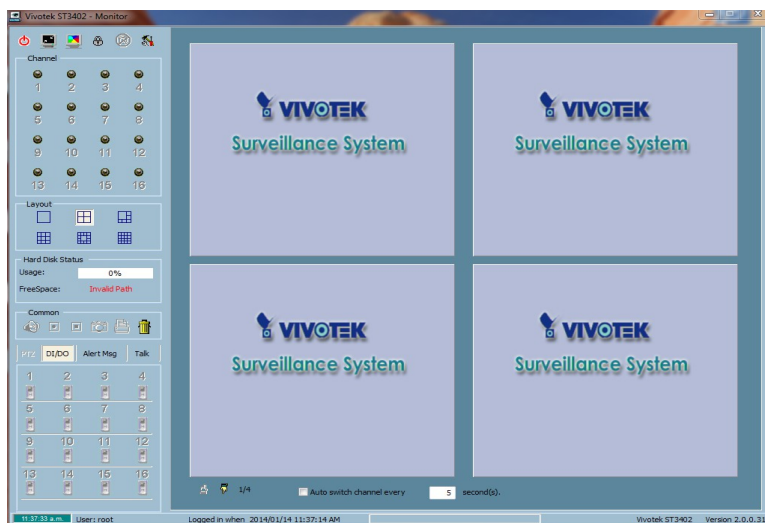 Vivotek ST3402 - Monitor
Channel
1 2 3 4
5 6 7 8
9 10 11 12
13 14 15 16
Layout
Hard Disk Status
Usage: 0%
FreeSpace: Invalid Path
Common
PTZ DI/DO Alert Msg Talk
1 2 3 4
5 6 7 8
9 10 11 12
13 14 15 16
VIVOTEK
Surveillance System
VIVOTEK
Surveillance System
VIVOTEK
Surveillance System
VIVOTEK
Surveillance System
1/4 Auto switch channel every 5 second(s).
11:37:33 a.m. User: root Logged in when 2014/01/14 11:37:14 AM Vivotek ST3402 Version 2.0.0.31